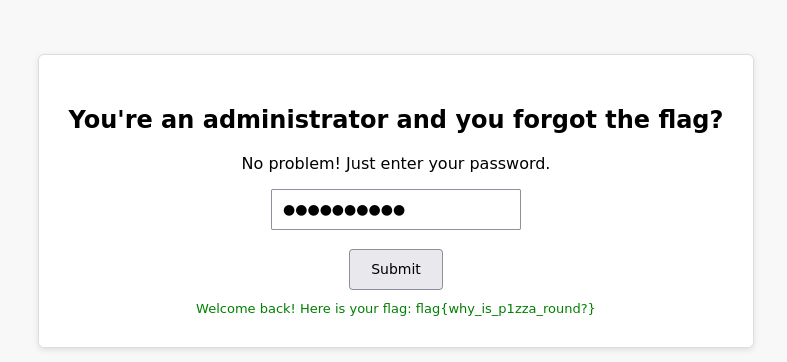 You're an administrator and you forgot the flag?
No problem! Just enter your password.
●●●●●●●●●●
Submit
Welcome back! Here is your flag: flag{why_is_p1zza_round?}